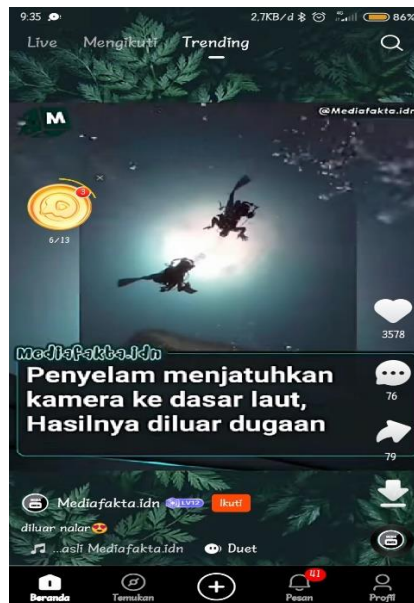 9:35 2,7KB/d 86%
Live Mengikuti Trending
M
@Mediafakta.idn
3
6/13
3578
Mediafakta.idn
Penyelam menjatuhkan
kamera ke dasar laut,
Hasilnya diluar dugaan
76
79
Mediafakta.idn LV12 Ikuti
diluar nalar
...asli Mediafakta.idn Duet
Beranda Temukan Pesan 41 Profil